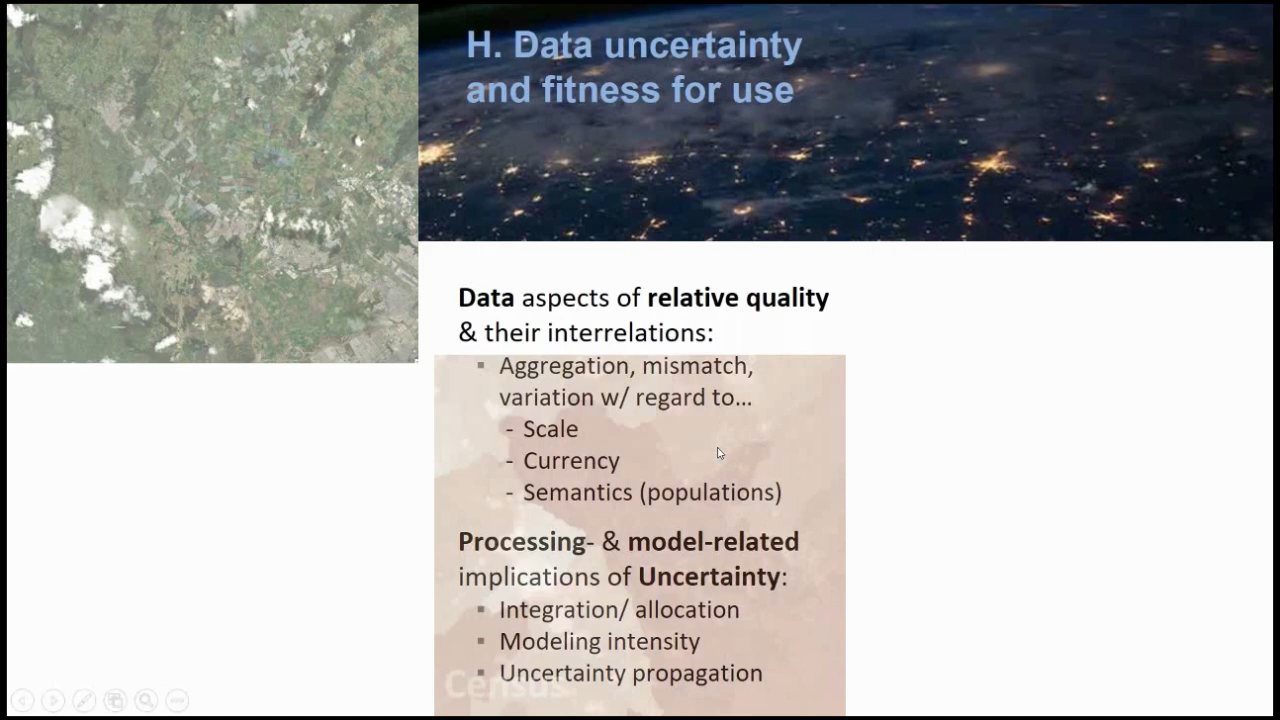 H. Data uncertainty
and fitness for use
Data aspects of relative quality
& their interrelations:
▪ Aggregation, mismatch,
variation w/ regard to...
- Scale
- Currency
- Semantics (populations)
Processing- & model-related
implications of Uncertainty:
▪ Integration/ allocation
▪ Modeling intensity
▪ Uncertainty propagation
Census